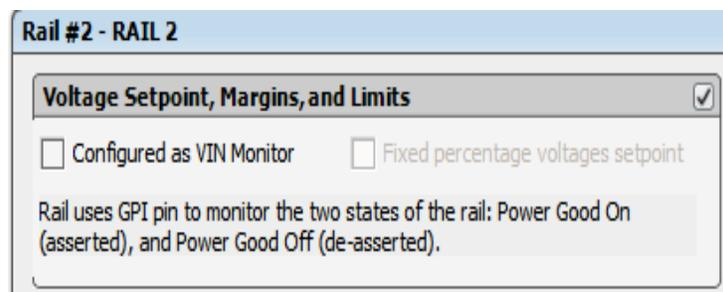 Rail #2 - RAIL 2
Voltage Setpoint, Margins, and Limits
Configured as VIN Monitor Fixed percentage voltages setpoint
Rail uses GPI pin to monitor the two states of the rail: Power Good On
(asserted), and Power Good Off (de-asserted).